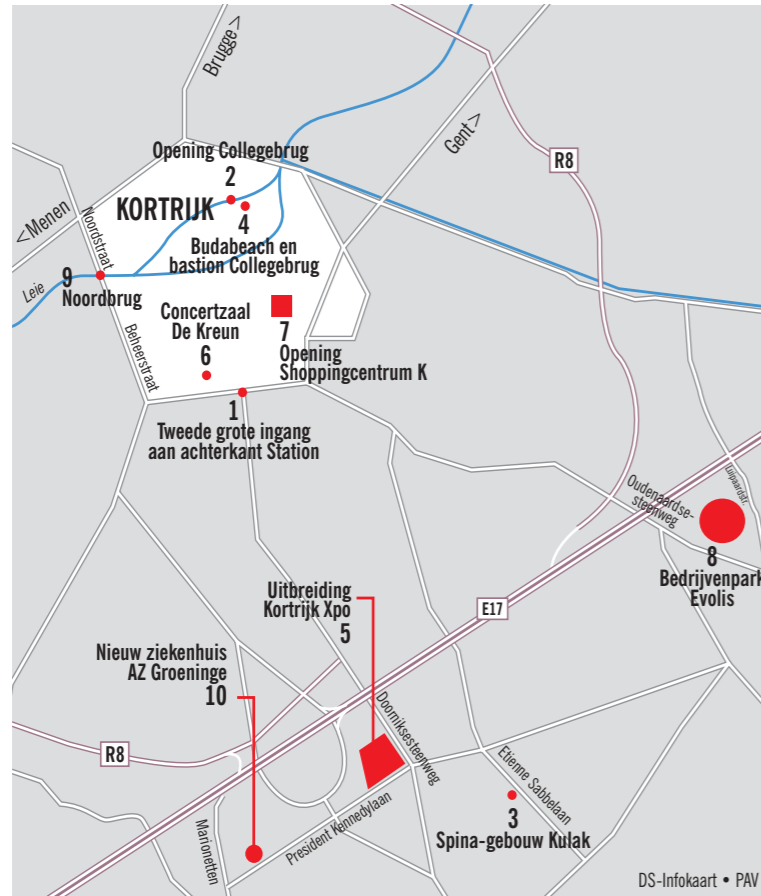 Brugge >
Gent >
R8
Opening Collegebrug
2
KORTRIJK
4
Budabeach en
bastion Collegebrug
< Menen
Noordstraat
Leie
9
Noordbrug
Beheerstraat
Concertzaal
De Kreun
6
7
Opening
Shoppingcentrum K
1
Tweede grote ingang
aan achterkant Station
Oudenaardse-
steenweg
Luipaardstr.
8
Bedrijvenpark
Evolis
E17
Uitbreiding
Kortrijk Xpo
5
Nieuw ziekenhuis
AZ Groeninge
10
R8
Doorniksesteenweg
Etienne Sabbelaan
President Kennedylaan
Marionetten
3
Spina-gebouw Kulak
DS-Infokaart • PAV